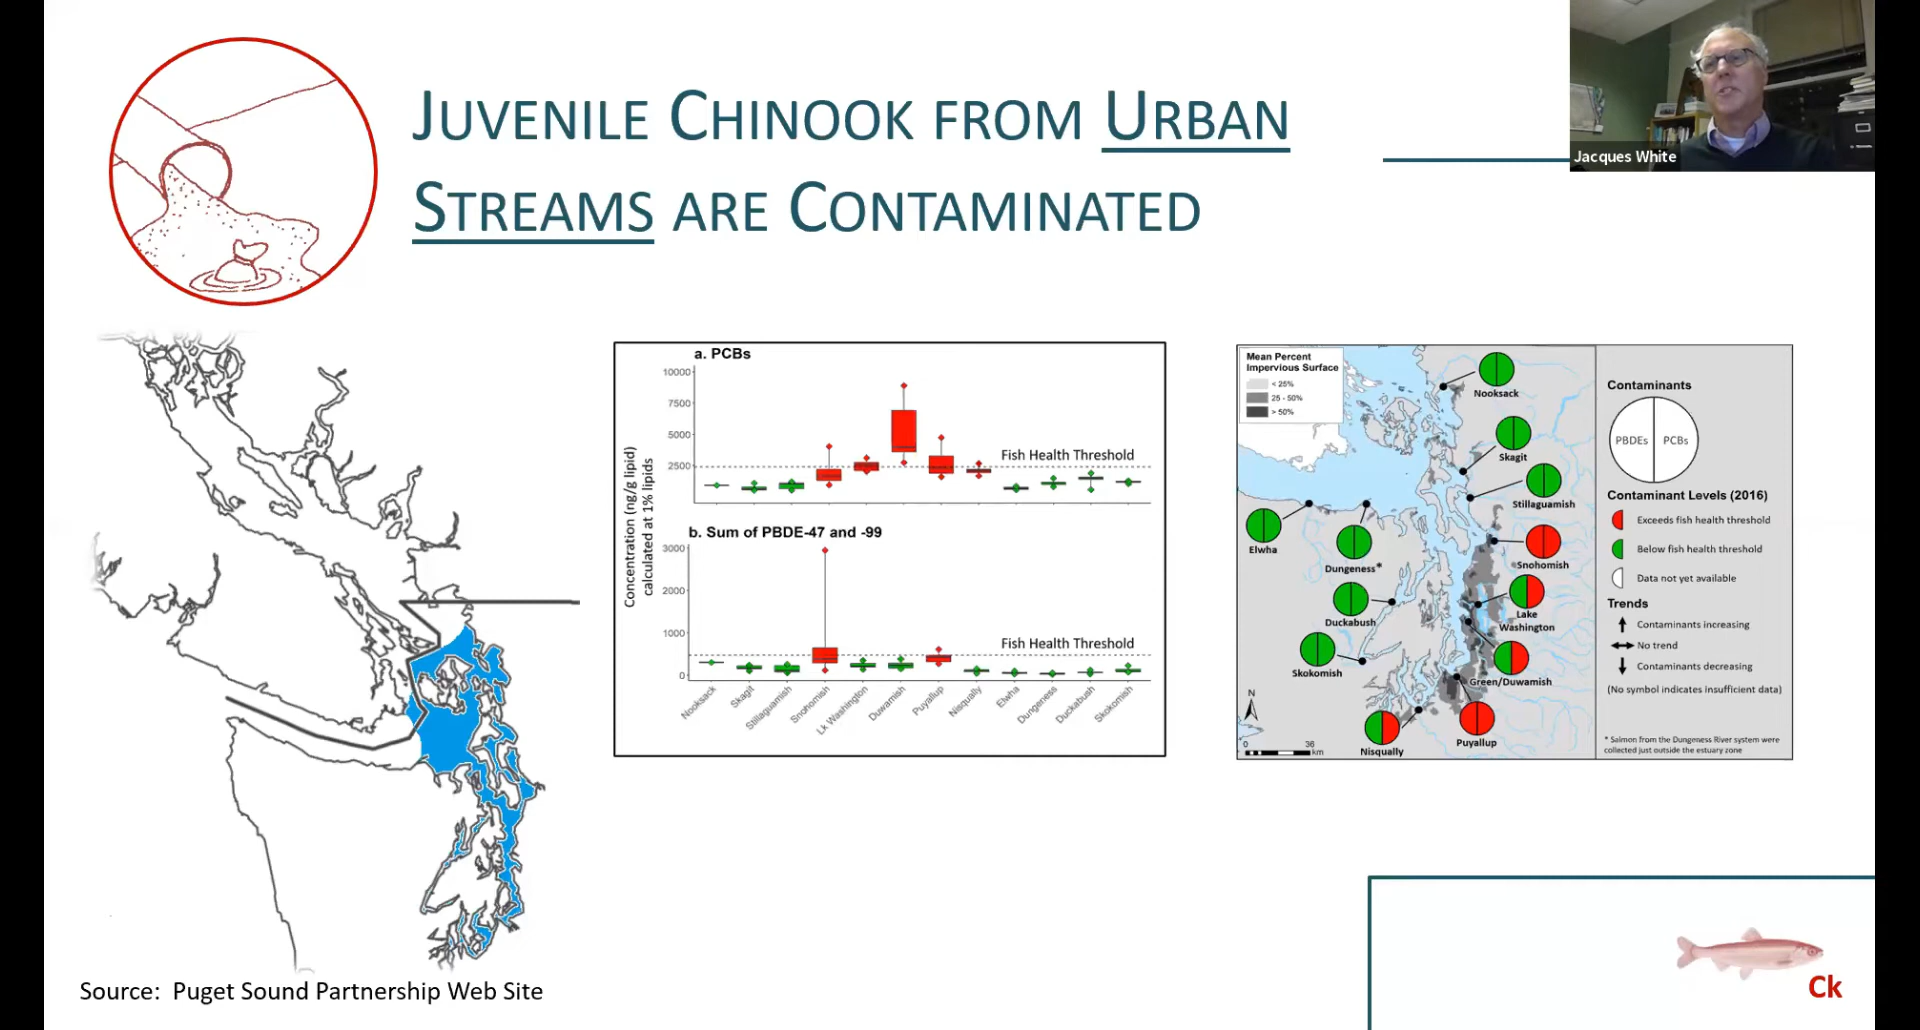 JUVENILE CHINOOK FROM URBAN
STREAMS ARE CONTAMINATED
Jacques White
a. PCBs
10000
7500
5000
2500
Fish Health Threshold
Concentration (ng/g lipid)
calculated at 1% lipids
b. Sum of PBDE-47 and -99
3000
2000
1000
0
Fish Health Threshold
Nooksack
Skagit
Stillaguamish
Snohomish
Lk Washington
Duwamish
Puyallup
Nisqually
Elwha
Dungeness
Duckabush
Skokomish
Mean Percent
Impervious Surface
< 25%
25 - 50%
> 50%
Nooksack
Skagit
Stillaguamish
Elwha
Dungeness*
Snohomish
Duckabush
Lake
Washington
Skokomish
Green/Duwamish
Nisqually
Puyallup
N
0 36
km
Contaminants
PBDEs PCBs
Contaminant Levels (2016)
Exceeds fish health threshold
Below fish health threshold
Data not yet available
Trends
Contaminants increasing
No trend
Contaminants decreasing
(No symbol indicates insufficient data)
* Salmon from the Dungeness River system were
collected just outside the estuary zone
Source: Puget Sound Partnership Web Site
Ck